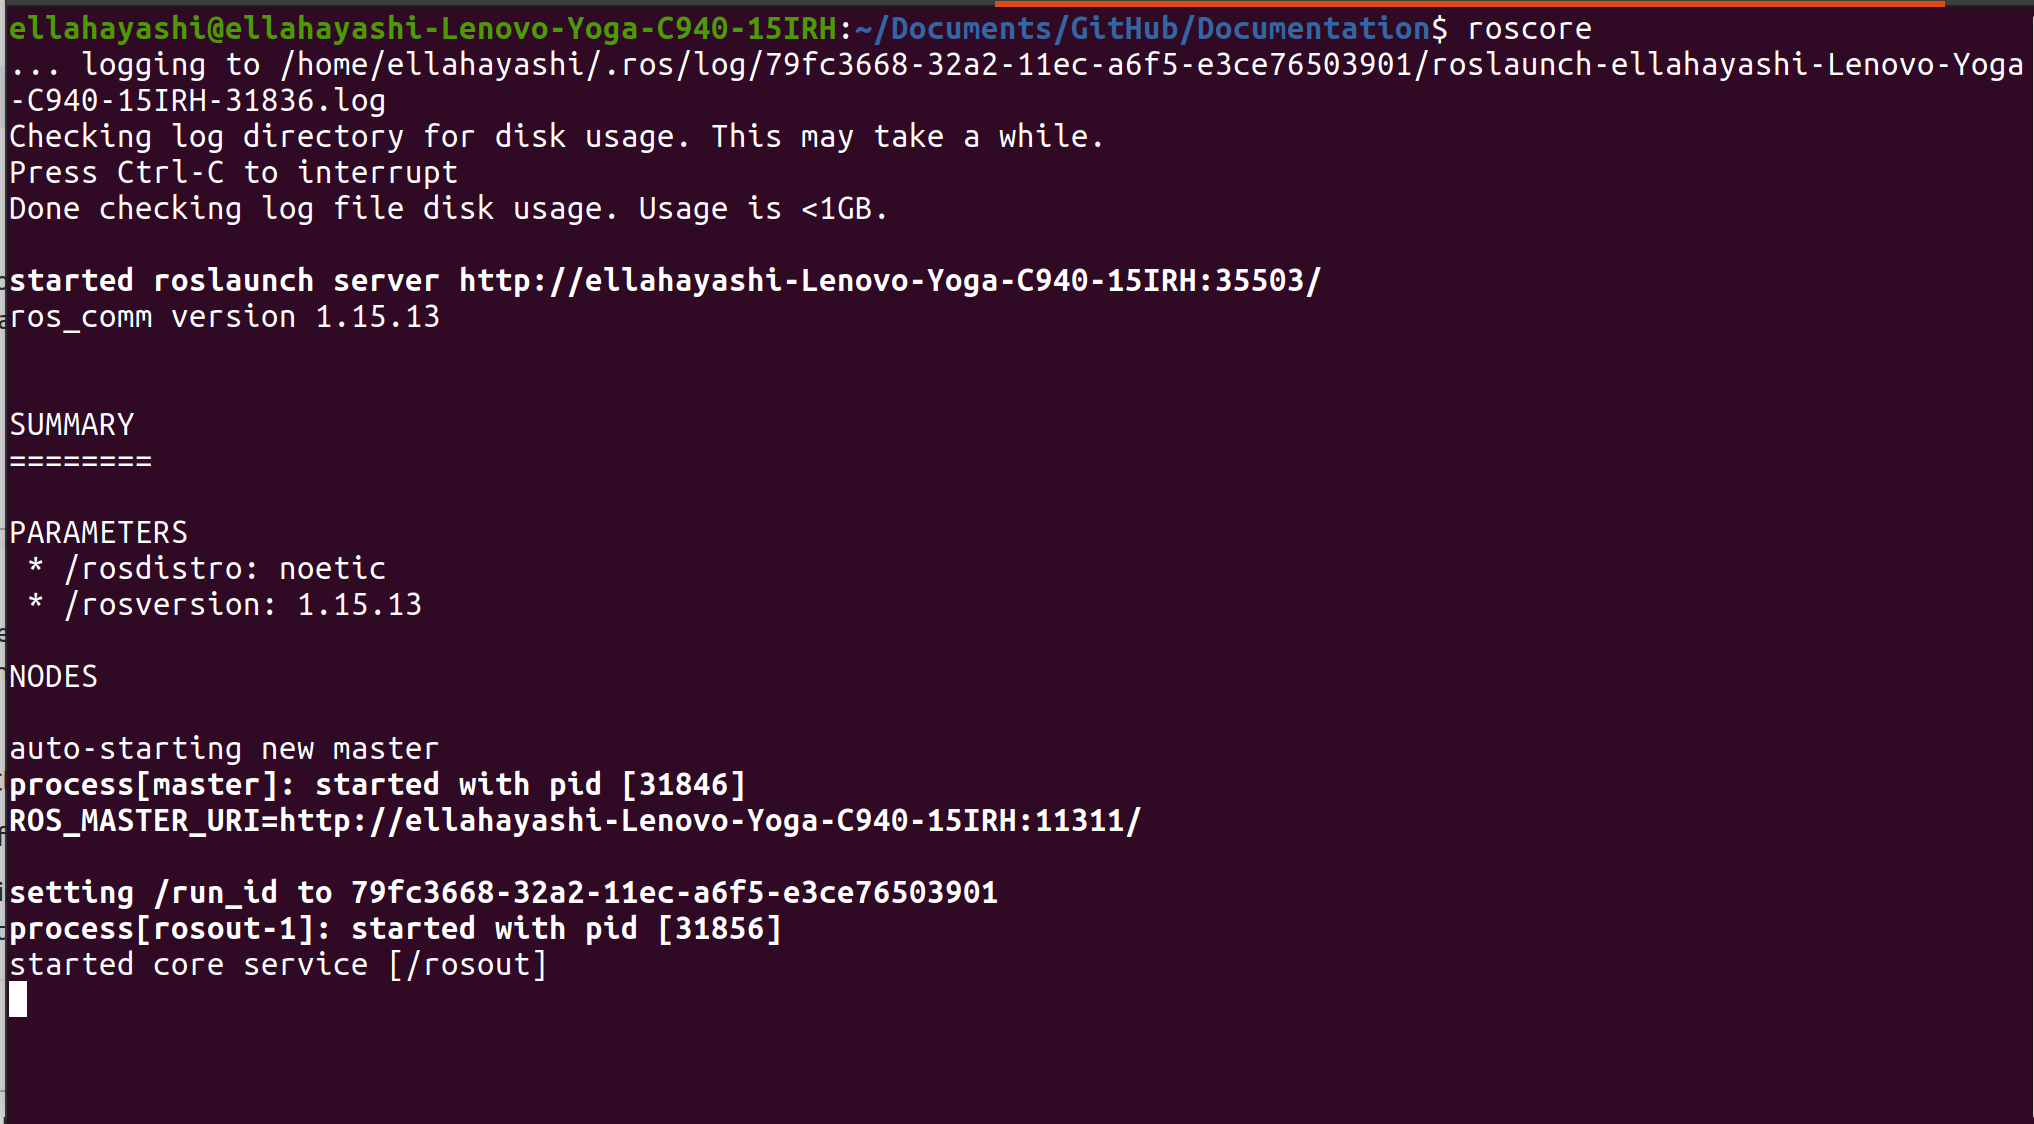 ellahayashi@ellahayashi-Lenovo-Yoga-C940-15IRH:~/Documents/GitHub/Documentation$ roscore
... logging to /home/ellahayashi/.ros/log/79fc3668-32a2-11ec-a6f5-e3ce76503901/roslaunch-ellahayashi-Lenovo-Yoga
-C940-15IRH-31836.log
Checking log directory for disk usage. This may take a while.
Press Ctrl-C to interrupt
Done checking log file disk usage. Usage is <1GB.
started roslaunch server http://ellahayashi-Lenovo-Yoga-C940-15IRH:35503/
ros_comm version 1.15.13
SUMMARY
========
PARAMETERS
 * /rosdistro: noetic
 * /rosversion: 1.15.13
NODES
auto-starting new master
process[master]: started with pid [31846]
ROS_MASTER_URI=http://ellahayashi-Lenovo-Yoga-C940-15IRH:11311/
setting /run_id to 79fc3668-32a2-11ec-a6f5-e3ce76503901
process[rosout-1]: started with pid [31856]
started core service [/rosout]